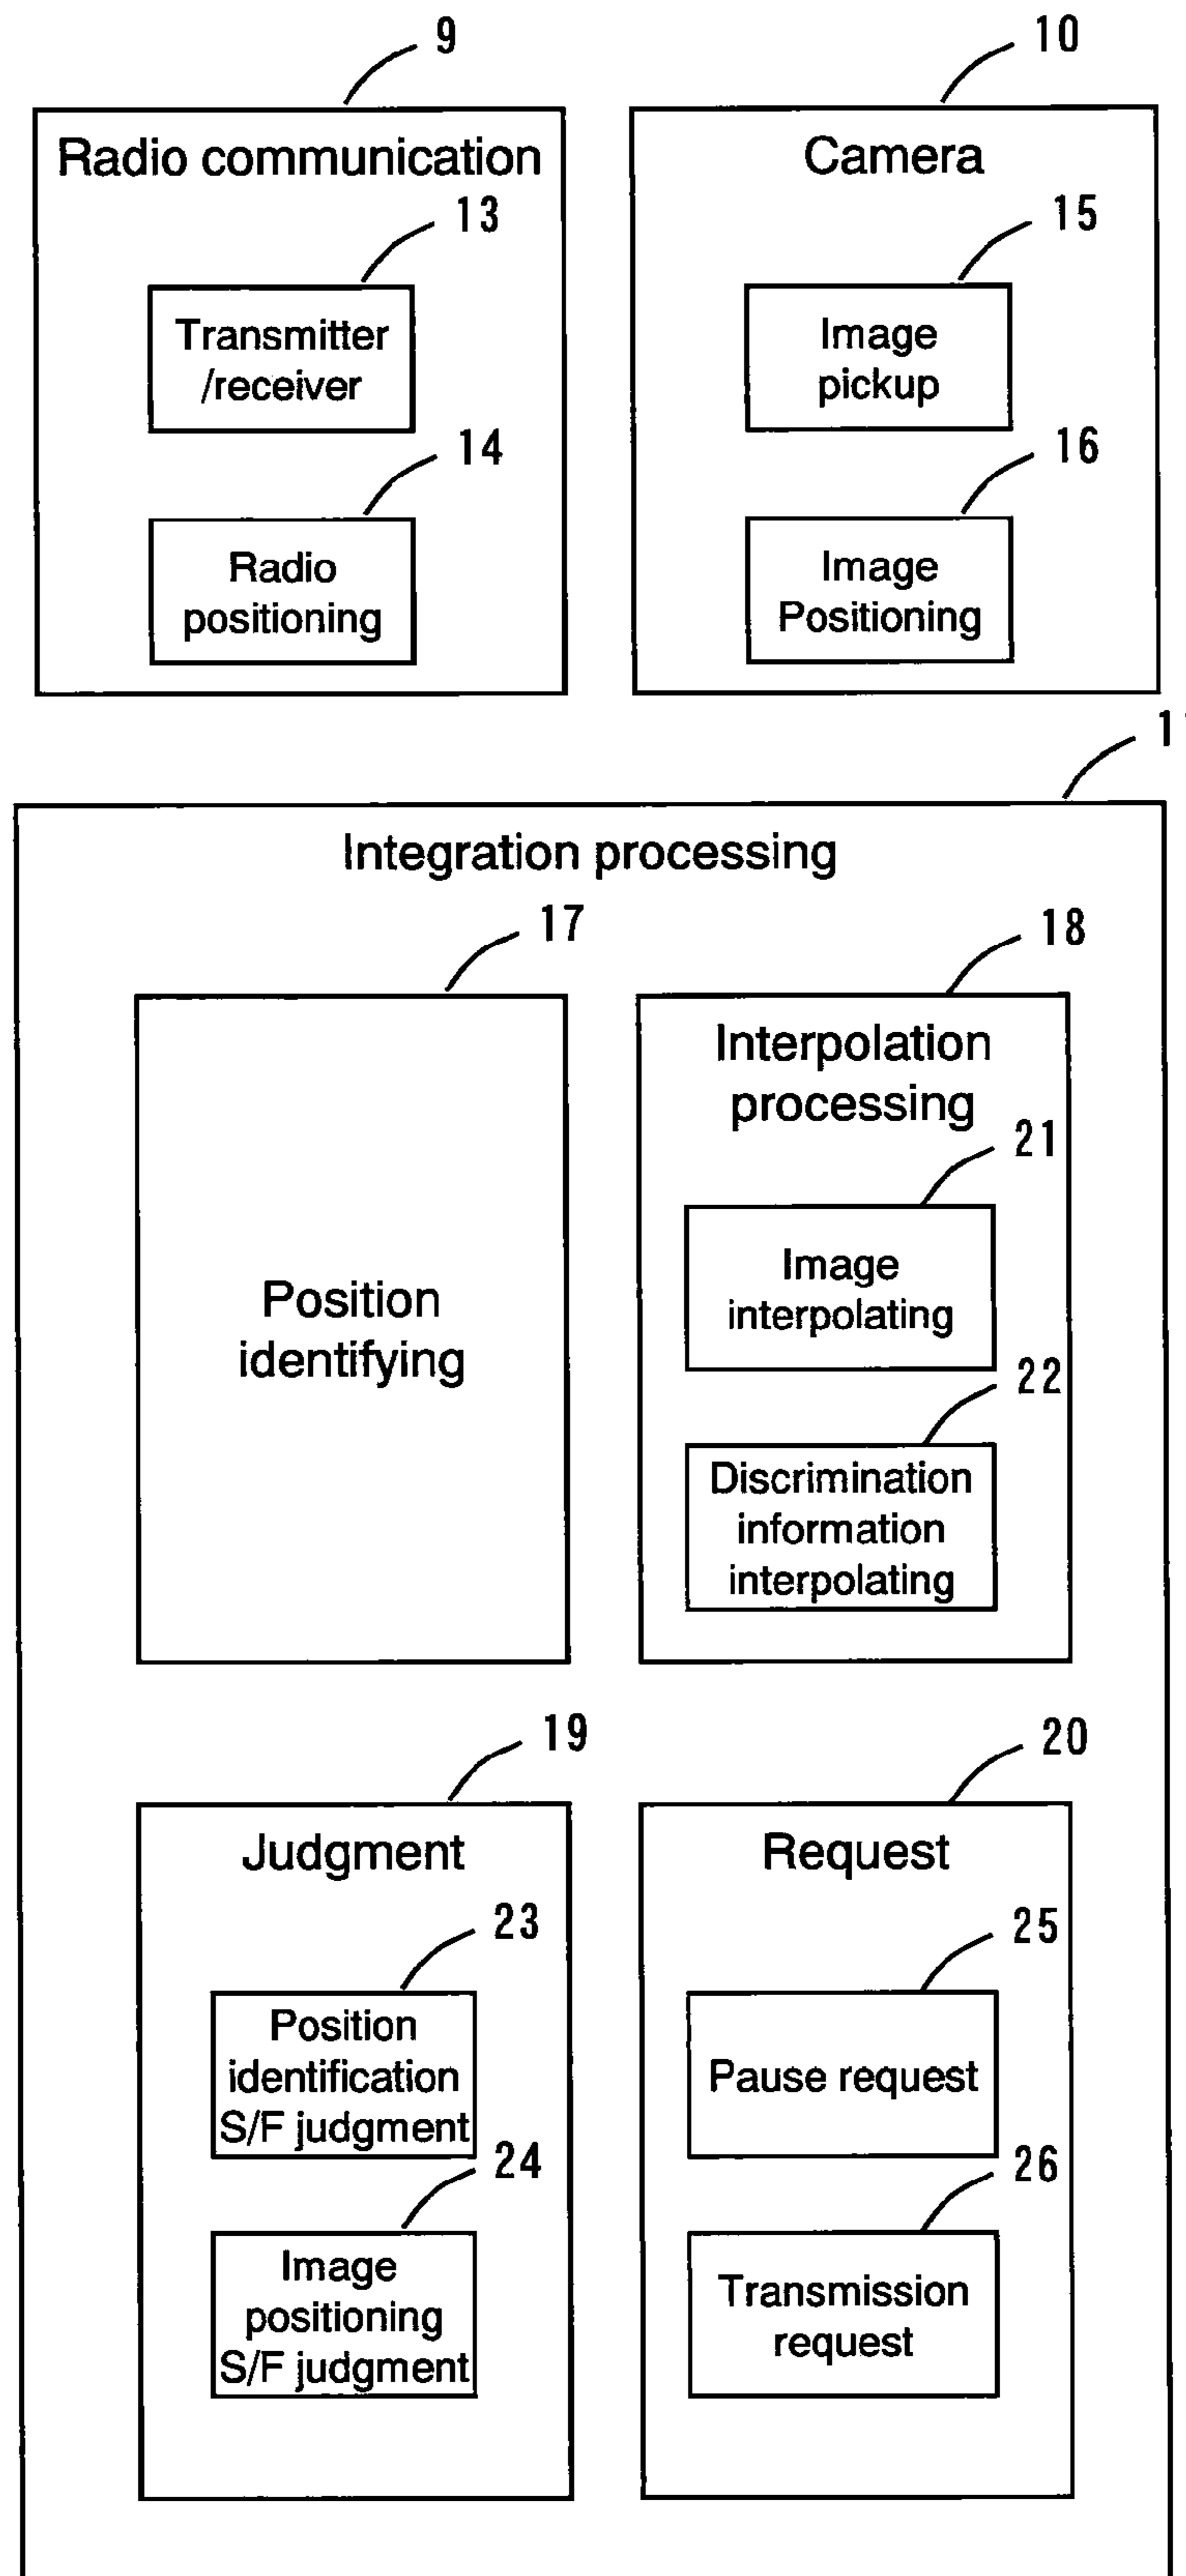 9
10
Radio communication
Camera
13
15
Transmitter
/receiver
Image
pickup
14
16
Radio
positioning
Image
Positioning
1
Integration processing
17
18
Interpolation
processing
21
Position
identifying
Image
interpolating
22
Discrimination
information
interpolating
19
20
Judgment
Request
23
25
Position
identification
S/F judgment
Pause request
24
26
Image
positioning
S/F judgment
Transmission
request